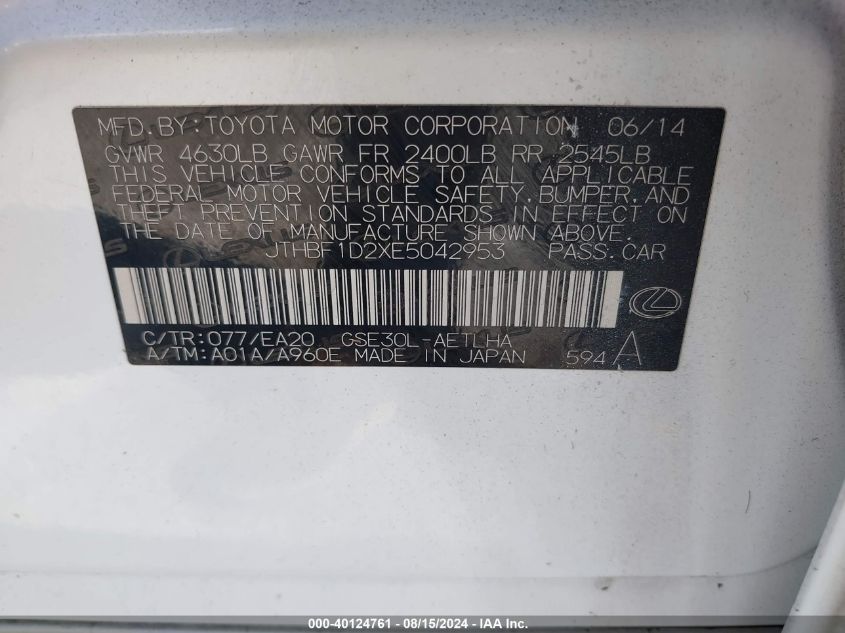 MFD.BY:TOYOTA MOTOR CORPORATION 06/14
GVWR 4630LB GAWR FR 2400LB RR 2545LB
THIS VEHICLE CONFORMS TO ALL APPLICABLE
FEDERAL MOTOR VEHICLE SAFETY,BUMPER,AND
THEFT PREVENTION STANDARDS IN EFFECT ON
THE DATE OF MANUFACTURE SHOWN ABOVE.
JTHBF1D2XE5042953 PASS.CAR
C/TR:077/EA20 GSE30L-AETLHA
A/TM:A01A/A960E MADE IN JAPAN 594 A
000-40124761 - 08/15/2024 - IAA Inc.